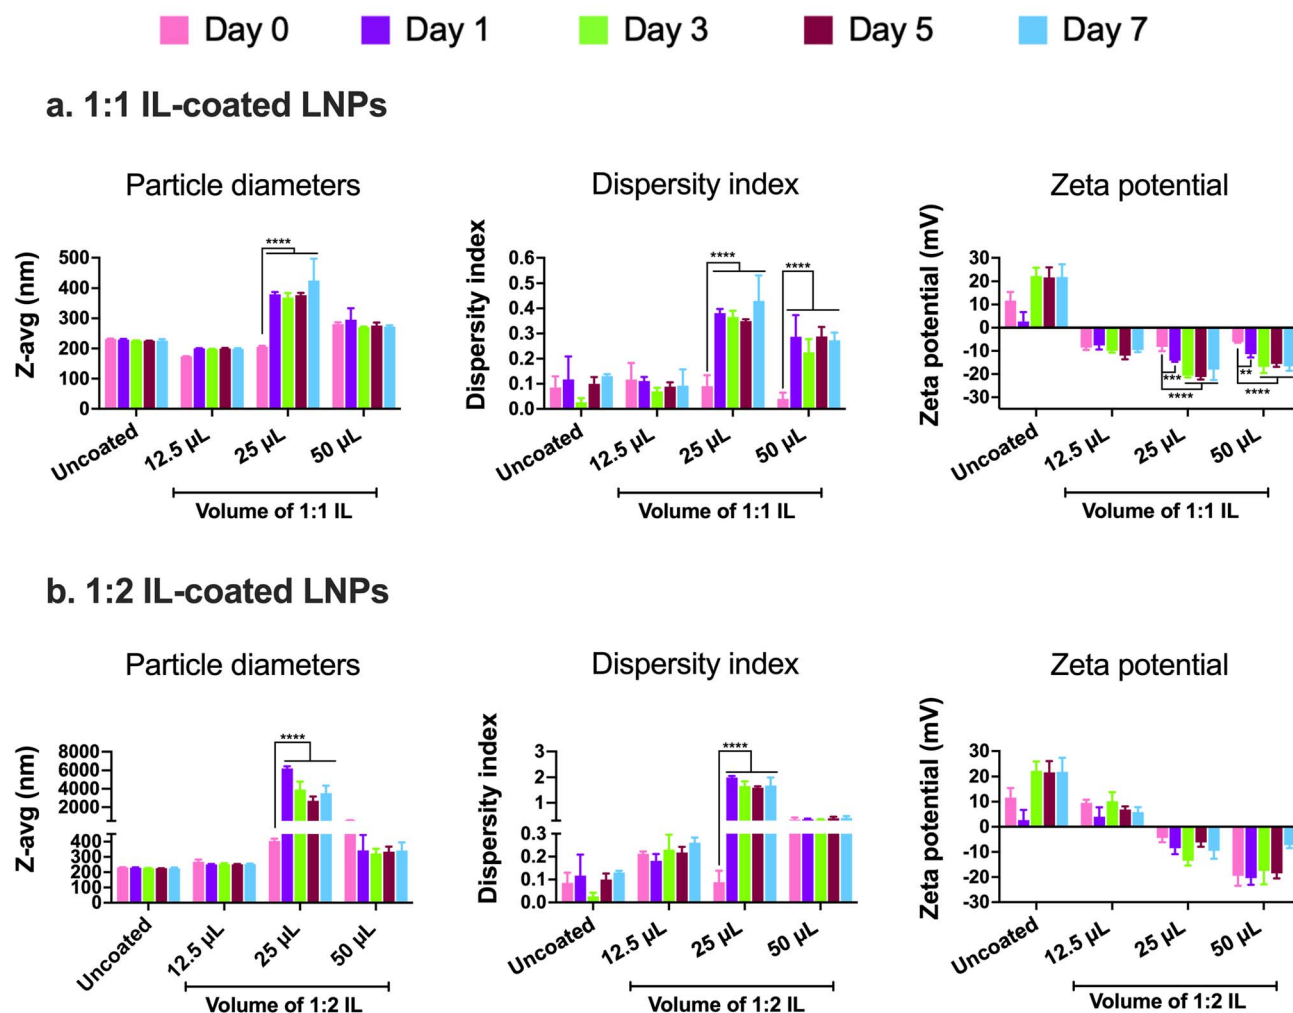 Day 0 Day 1 Day 3 Day 5 Day 7
a. 1:1 IL-coated LNPs
Particle diameters
Z-avg (nm)
500
400
300
200
100
0
****
Uncoated 12.5 µL 25 µL 50 µL
Volume of 1:1 IL
Dispersity index
Dispersity index
0.6
0.5
0.4
0.3
0.2
0.1
0.0
**** ****
Uncoated 12.5 µL 25 µL 50 µL
Volume of 1:1 IL
Zeta potential
Zeta potential (mV)
30
20
10
0
-10
-20
-30
*** **
**** ****
Uncoated 12.5 µL 25 µL 50 µL
Volume of 1:1 IL
b. 1:2 IL-coated LNPs
Particle diameters
Z-avg (nm)
8000
6000
4000
2000
400
300
200
100
0
****
Uncoated 12.5 µL 25 µL 50 µL
Volume of 1:2 IL
Dispersity index
Dispersity index
3
2
1
0.3
0.2
0.1
0.0
****
Uncoated 12.5 µL 25 µL 50 µL
Volume of 1:2 IL
Zeta potential
Zeta potential (mV)
30
20
10
0
-10
-20
-30
Uncoated 12.5 µL 25 µL 50 µL
Volume of 1:2 IL